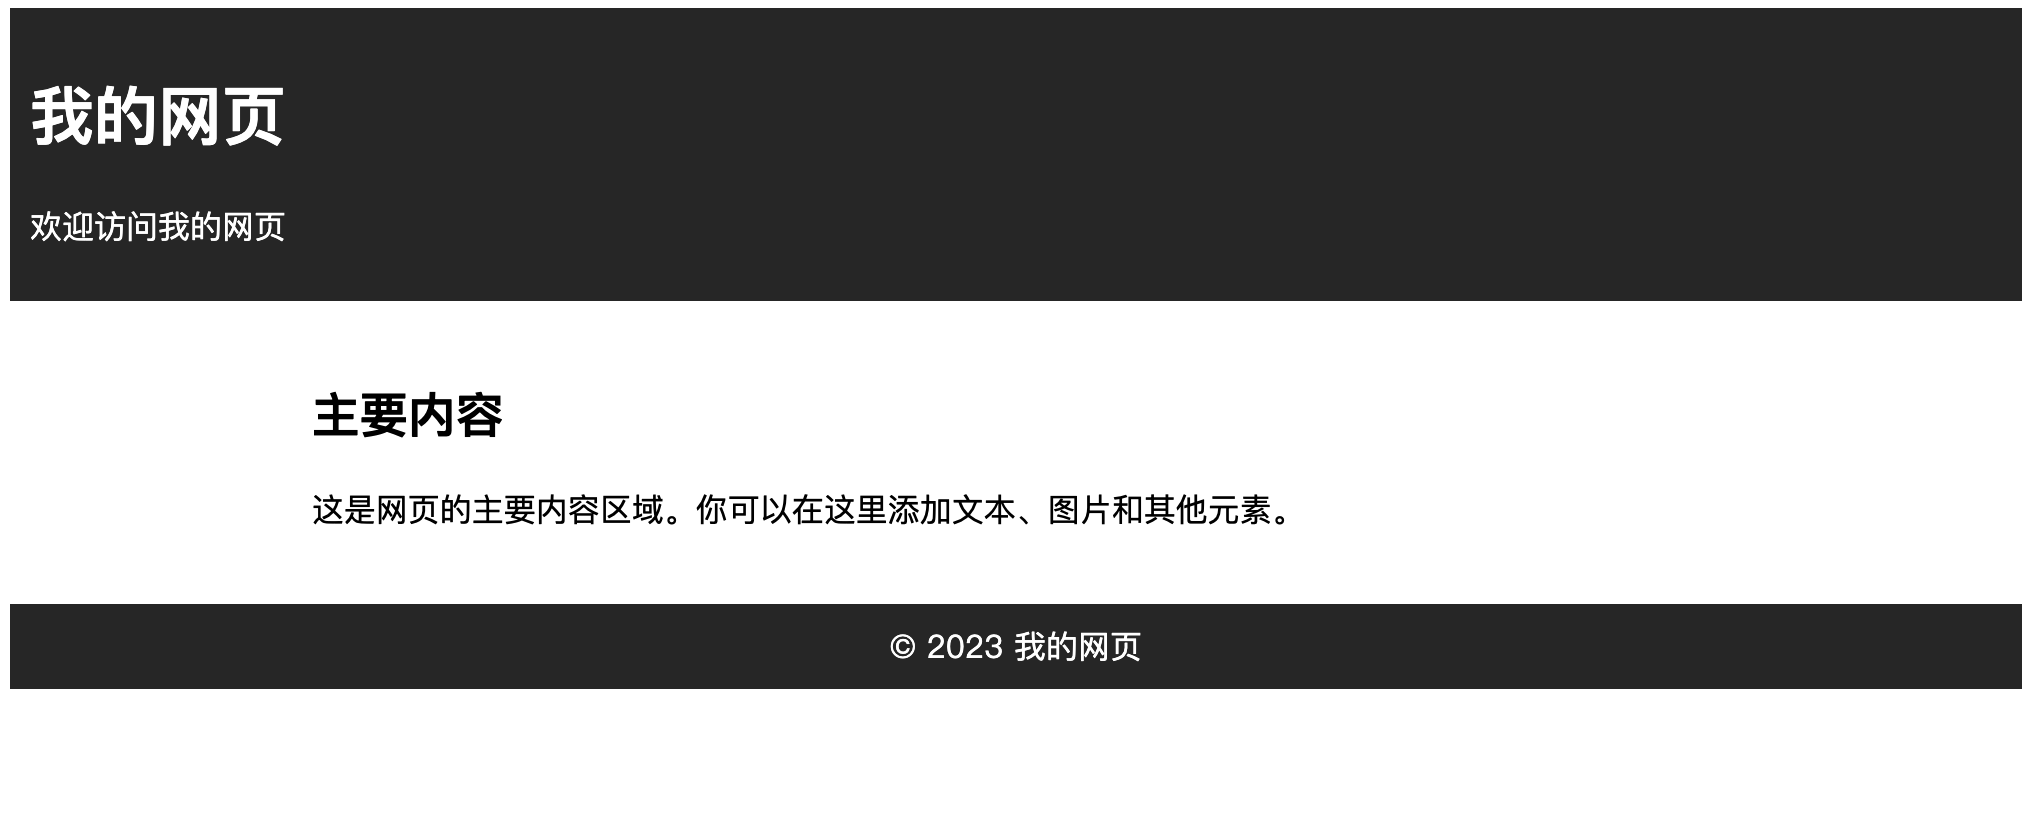 我的网页
欢迎访问我的网页
主要内容
这是网页的主要内容区域。你可以在这里添加文本、图片和其他元素。
© 2023 我的网页